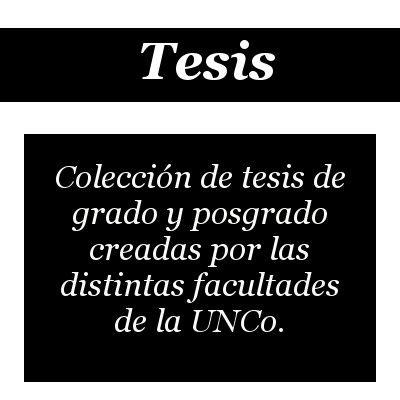 Tesis
Colección de tesis de
grado y posgrado
creadas por las
distintas facultades
de la UNCo.